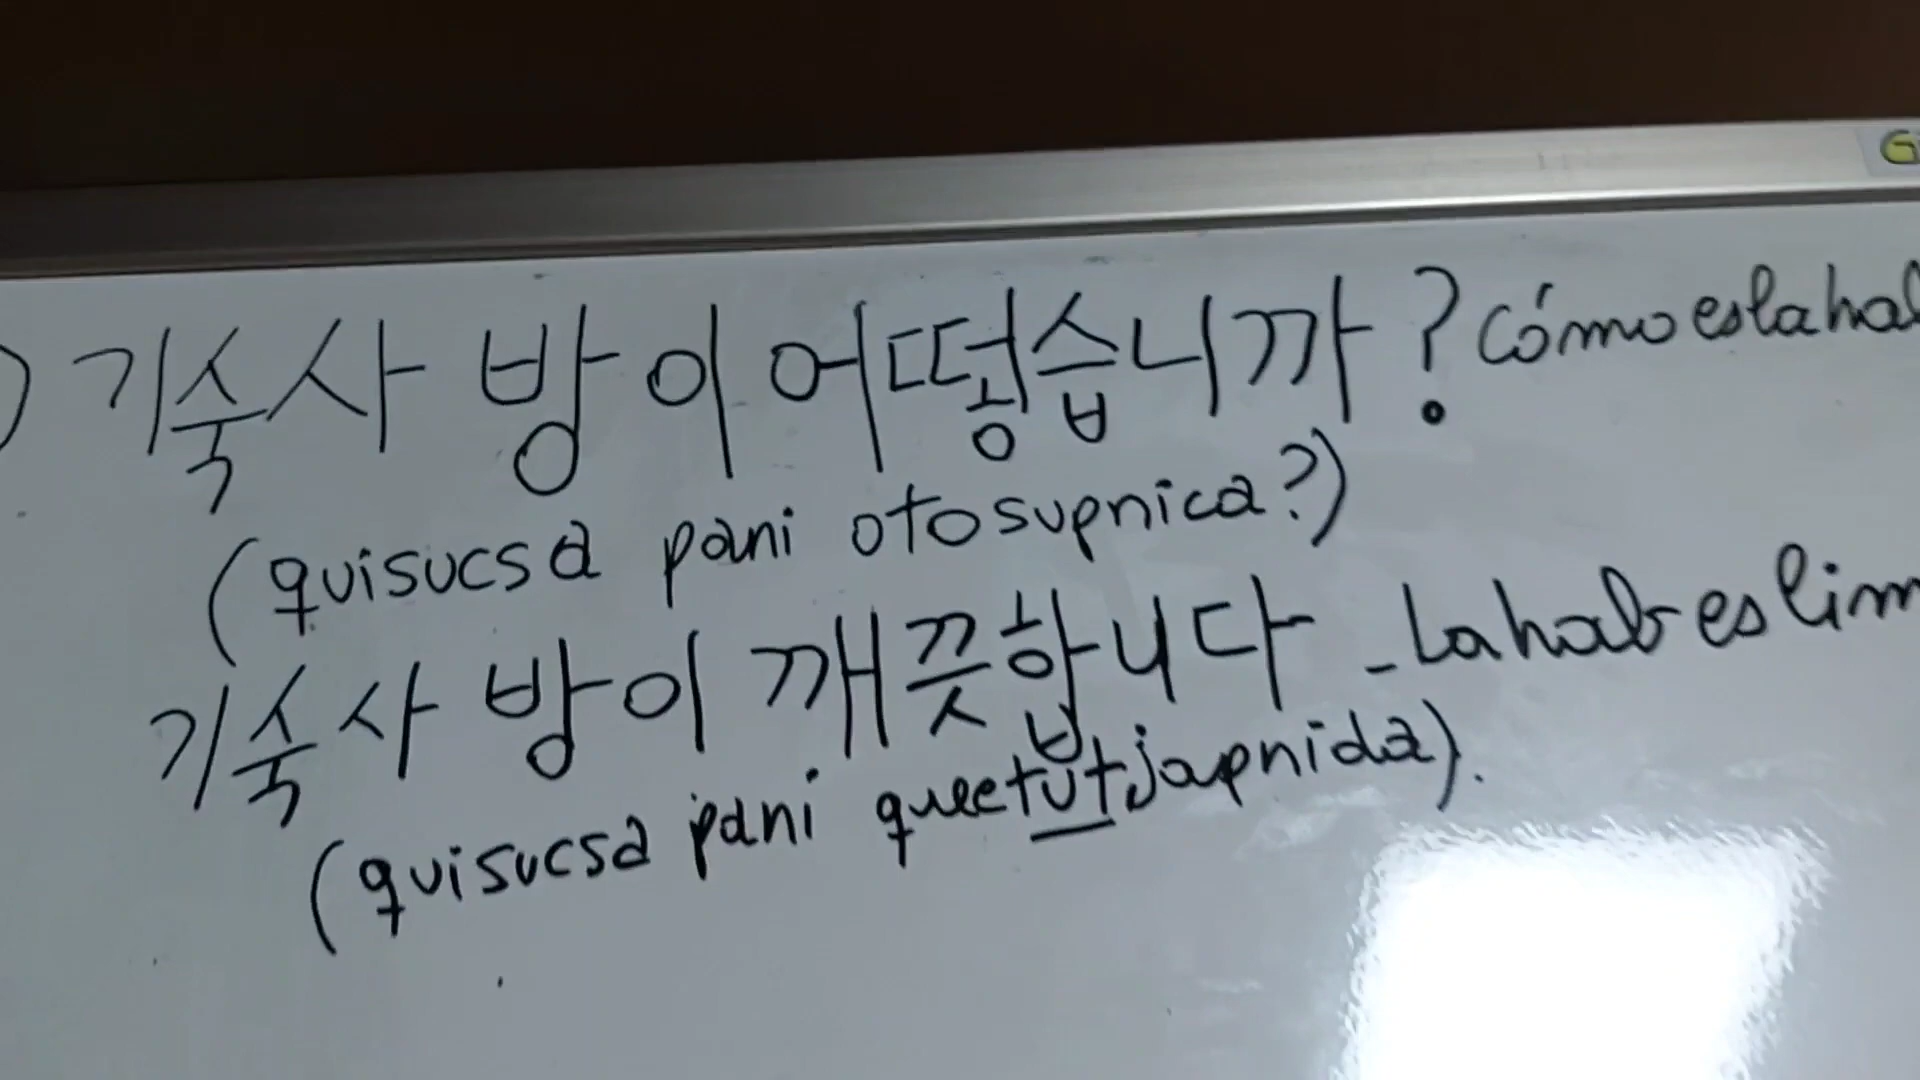 ) 기숙사 방이 어떻습니까? cómo es la hab
(quisucsa pani otosupnica?)
기숙사 방이 깨끗합니다 - la hab es lim
(quisucsa pani queetutjapnida).